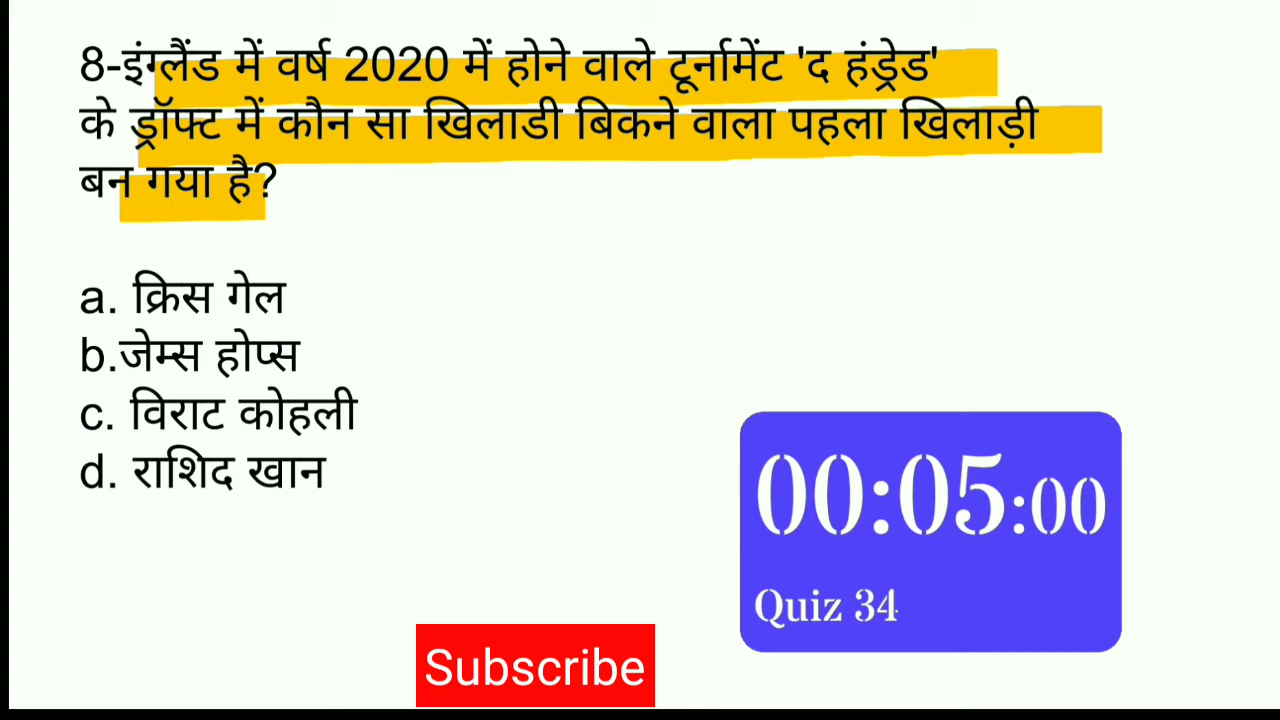 8-इंग्लैंड में वर्ष 2020 में होने वाले टूर्नामेंट 'द हंड्रेड'
के ड्रॉफ्ट में कौन सा खिलाडी बिकने वाला पहला खिलाड़ी
बन गया है?
a. क्रिस गेल
b.जेम्स होप्स
c. विराट कोहली
d. राशिद खान
00:05:00
Quiz 34
Subscribe